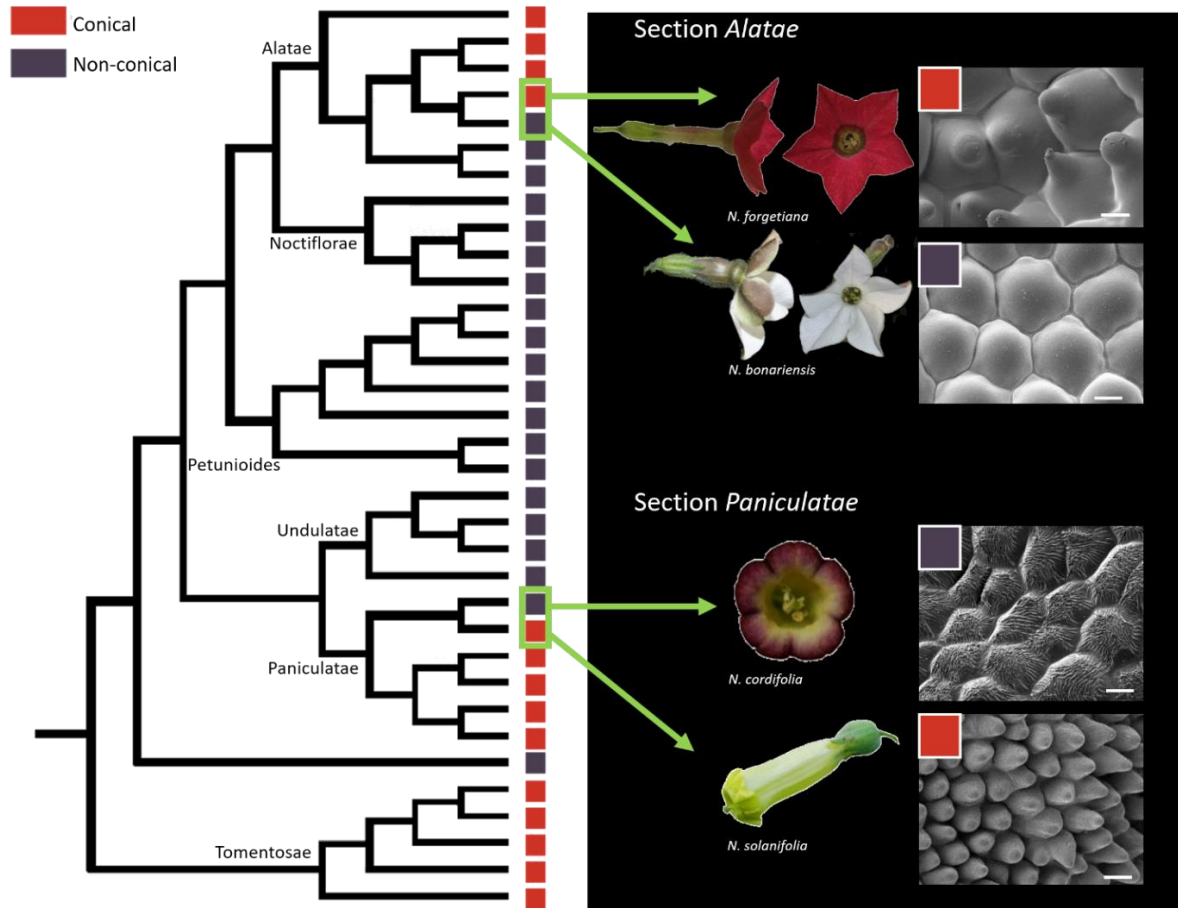 Conical
Non-conical
Alatae
Noctiflorae
Petunioides
Undulatae
Paniculatae
Tomentosae
Section Alatae
N. forgetiana
N. bonariensis
Section Paniculatae
N. cordifolia
N. solanifolia